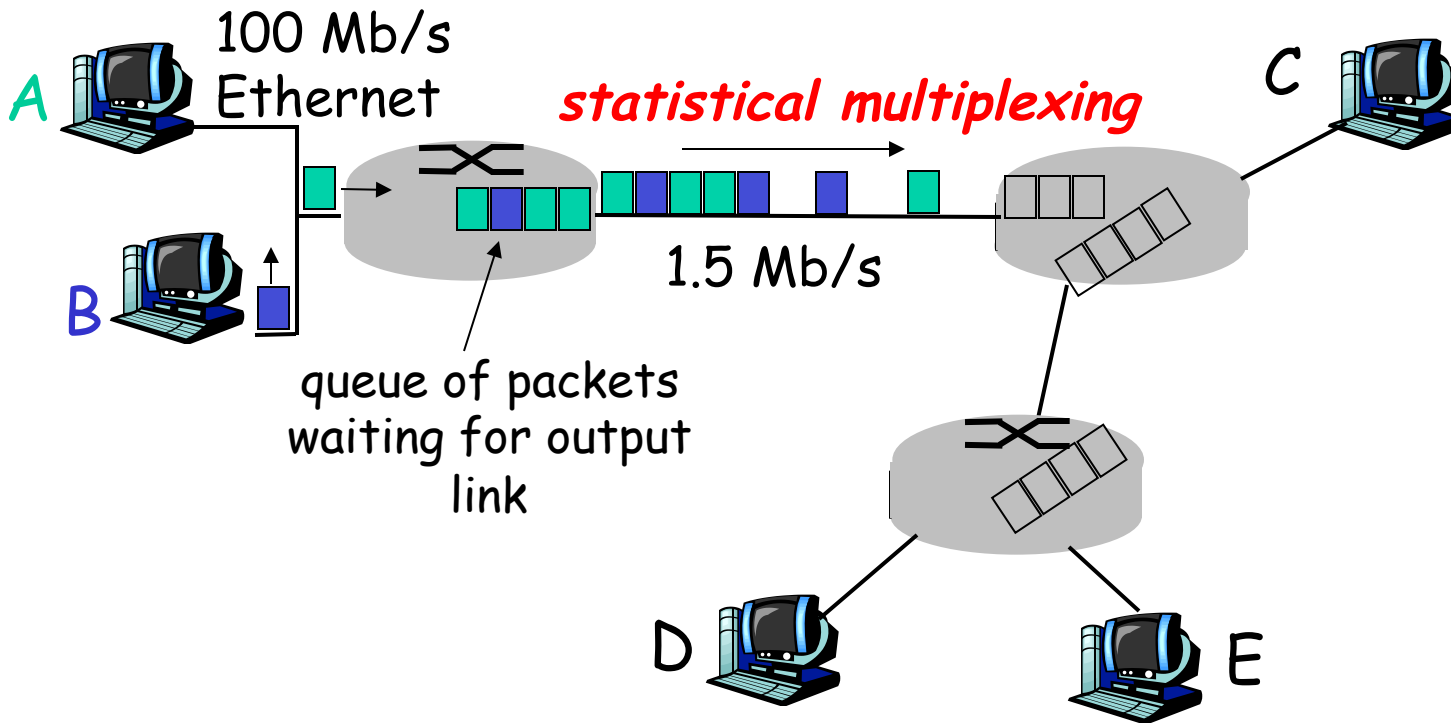 100 Mb/s
Ethernet
A
statistical multiplexing
C
B
1.5 Mb/s
queue of packets
waiting for output
link
D
E